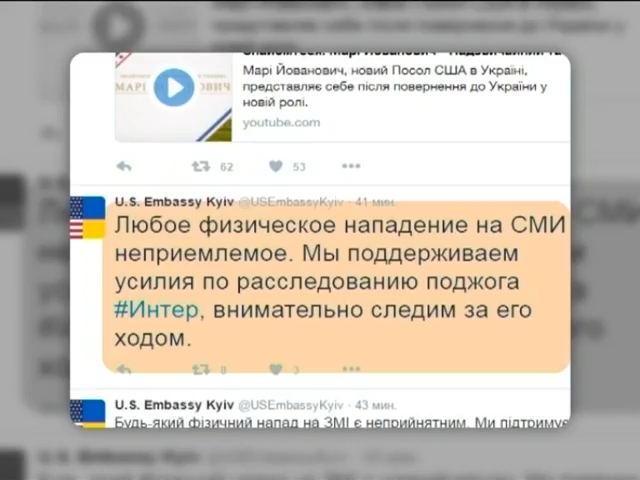 Марі Йованович, новий Посол США в Україні,
представляє себе після повернення до України у
новій ролі.
youtube.com
62 53
U.S. Embassy Kyiv @USEmbassyKyiv · 41 мин.
Любое физическое нападение на СМИ
неприемлемое. Мы поддерживаем
усилия по расследованию поджога
#Интер, внимательно следим за его
ходом.
8 3
U.S. Embassy Kyiv @USEmbassyKyiv · 43 мин.
Будь-який фізичний напад на ЗМІ є неприйнятним. Ми підтримує